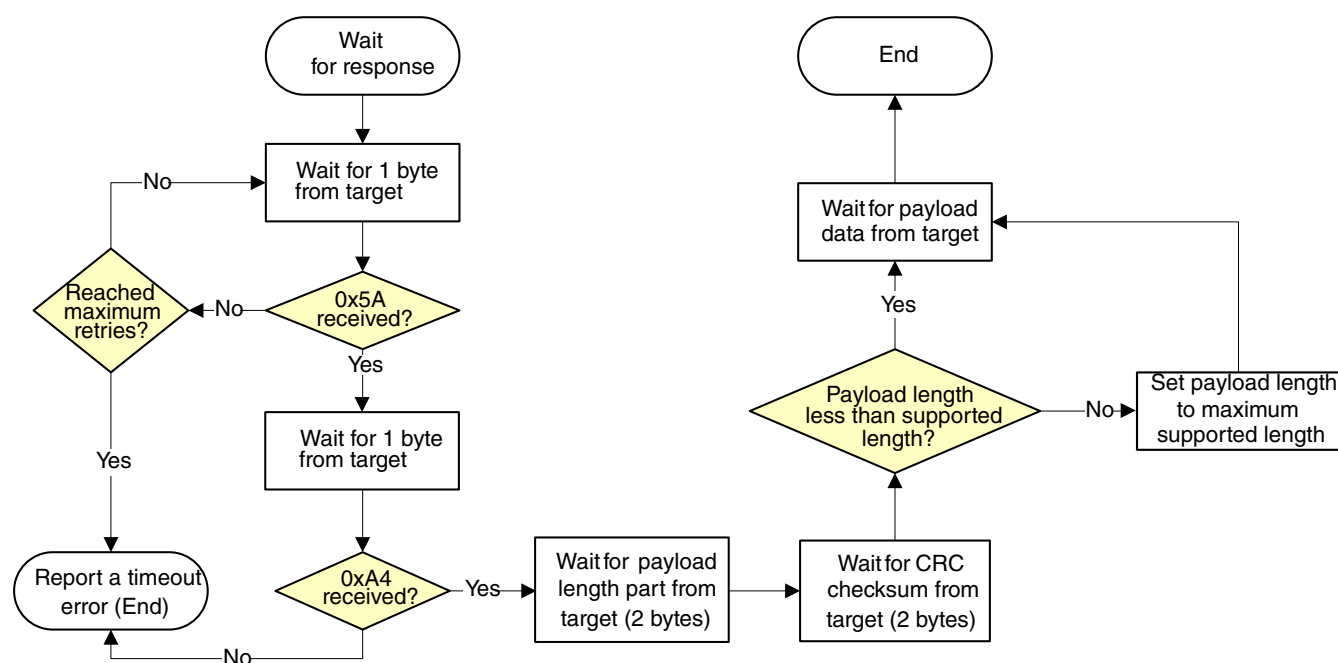 Wait
for response
Wait for 1 byte
from target
No
Reached
maximum
retries?
No
0x5A
received?
Yes
Yes
Wait for 1 byte
from target
Report a timeout
error (End)
No
0xA4
received?
Yes
Wait for payload
length part from
target (2 bytes)
Wait for CRC
checksum from
target (2 bytes)
Payload length
less than supported
length?
No
Set payload length
to maximum
supported length
Yes
Wait for payload
data from target
End